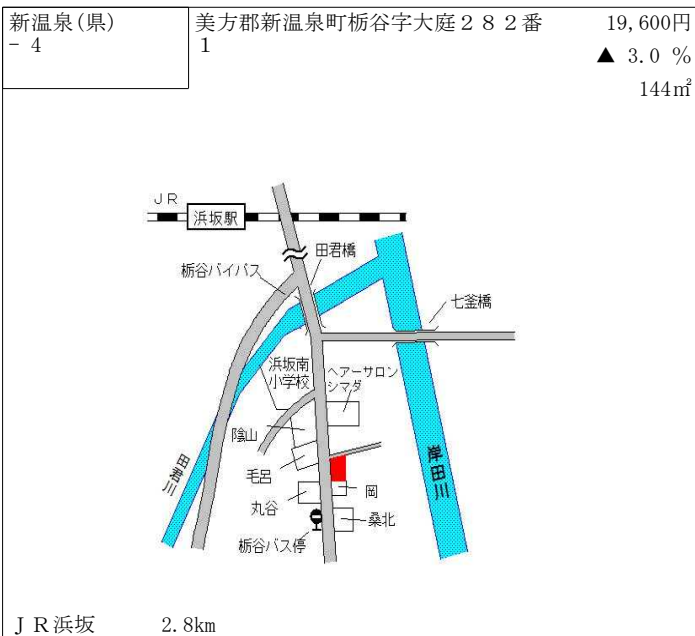 新温泉(県)
- 4
美方郡新温泉町栃谷字大庭２８２番
1
19,600円
▲ 3.0 %
144㎡
ＪＲ
浜坂駅
田君橋
栃谷バイパス
七釜橋
浜坂南
小学校
ヘアーサロン
シマダ
陰山
毛呂
田君川
岸田川
岡
丸谷
桑北
栃谷バス停
ＪＲ浜坂 2.8km